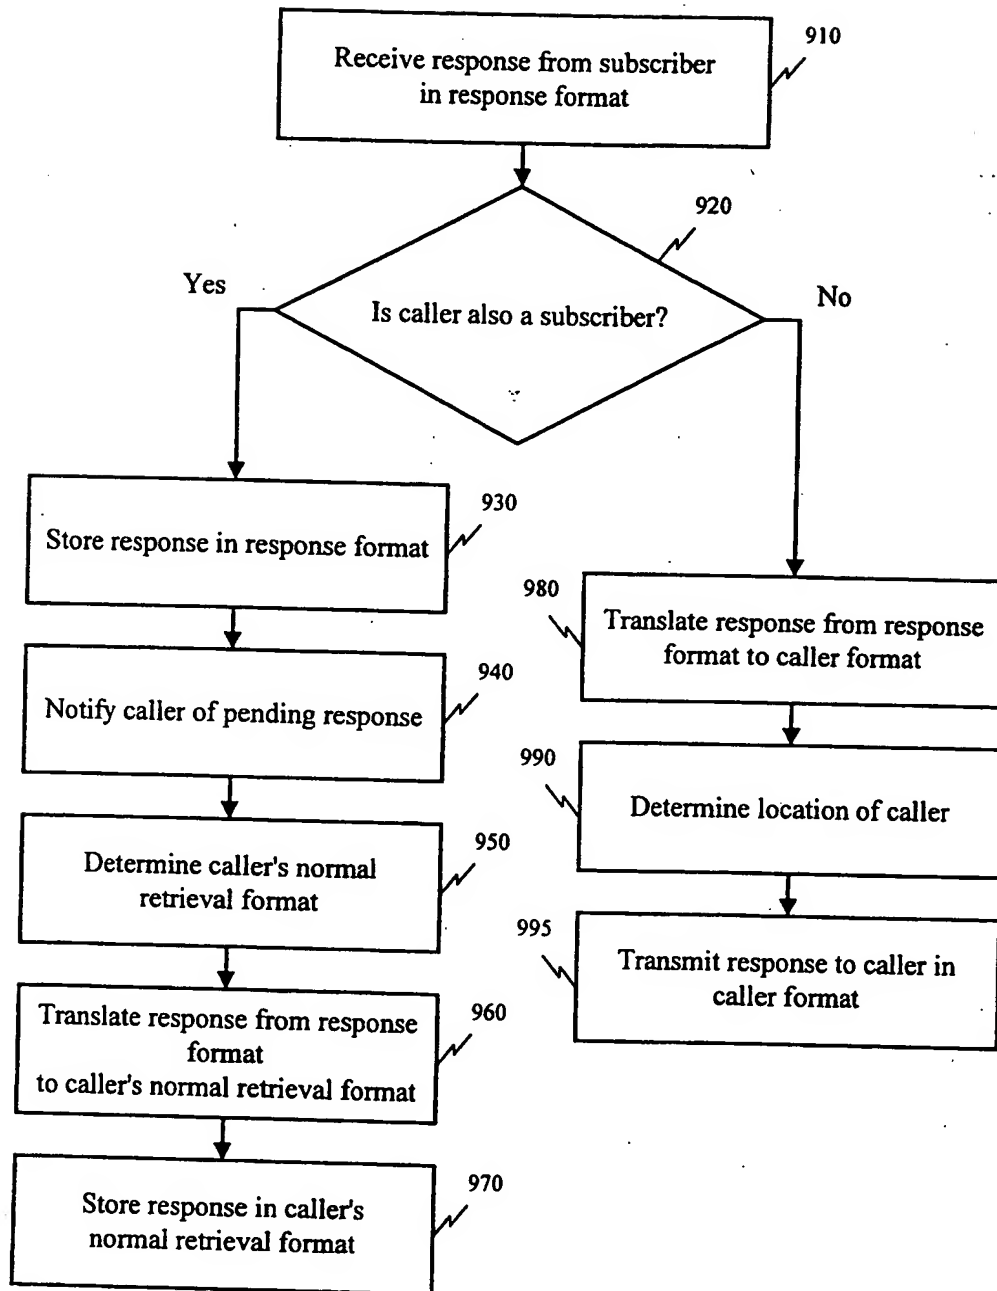 910
Receive response from subscriber
in response format
920
Yes
No
Is caller also a subscriber?
930
Store response in response format
940
Notify caller of pending response
950
Determine caller's normal
retrieval format
960
Translate response from response
format
to caller's normal retrieval format
970
Store response in caller's
normal retrieval format
980
Translate response from response
format to caller format
990
Determine location of caller
995
Transmit response to caller in
caller format